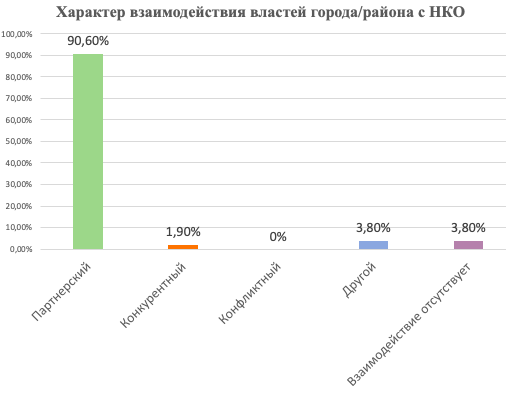 Характер взаимодействия властей города/района с НКО
100,00%
90,00%
80,00%
70,00%
60,00%
50,00%
40,00%
30,00%
20,00%
10,00%
0,00%
90,60%
1,90%
0%
3,80%
3,80%
Партнерский
Конкурентный
Конфликтный
Другой
Взаимодействие отсутствует